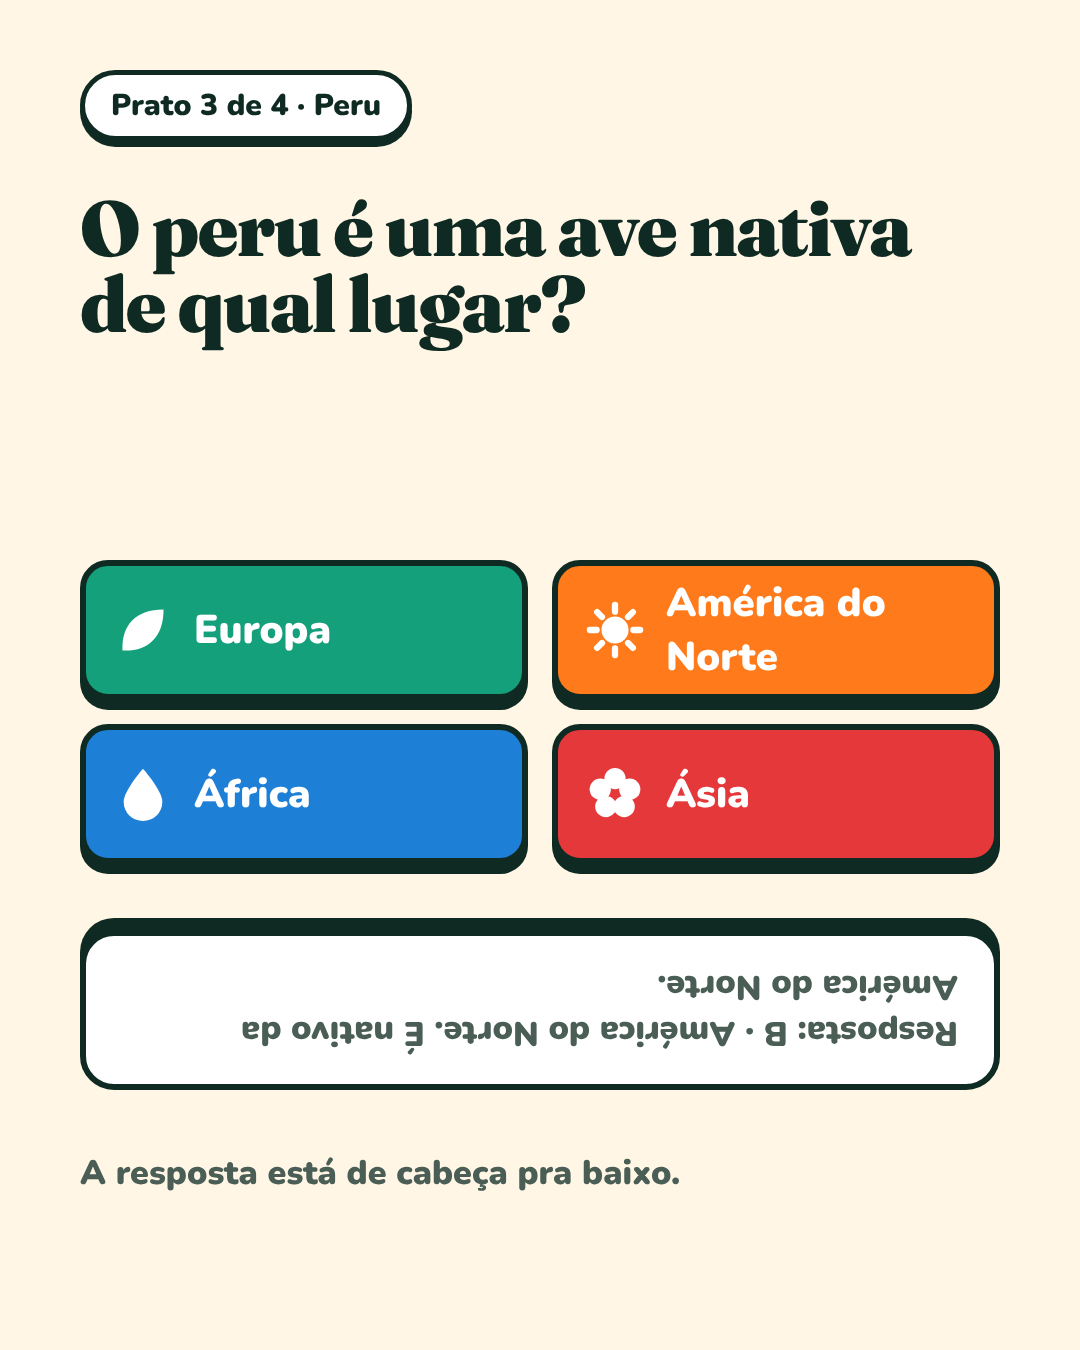 Prato 3 de 4 · Peru
O peru é uma ave nativa
de qual lugar?
Europa
América do
Norte
África
Ásia
Resposta: B · América do Norte. É nativo da
América do Norte.
A resposta está de cabeça pra baixo.